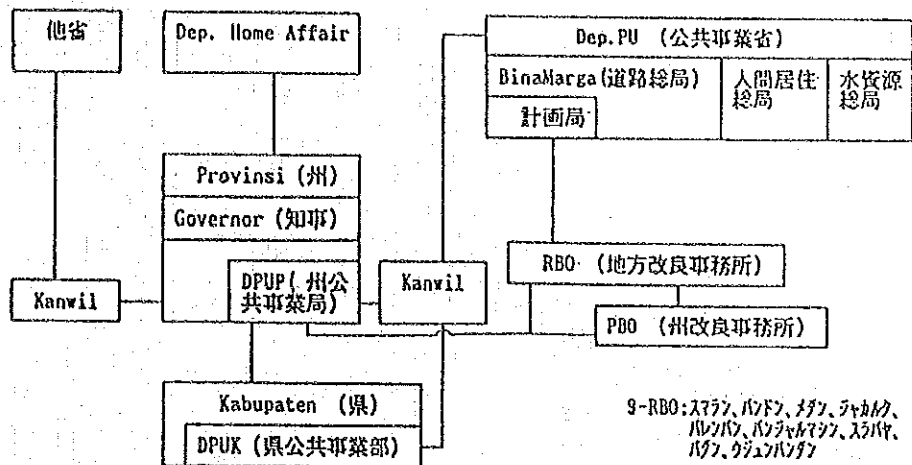 他省
Dep. Home Affair
Dep.PU (公共事業省)
BinaMarga(道路総局)
計画局
人間居住
総局
水資源
総局
Provinsi (州)
Governor (知事)
DPUP( 州公
共事業局)
Kanwil
Kanwil
RBO (地方改良事務所)
PBO (州改良事務所)
Kabupaten (県)
DPUK (県公共事業部)
9-RBO:スマラン、バンドン、メダン、ジャカルタ、
パレンバン、バンジャルマシン、スラバヤ、
パダン、ウジュンパンダン